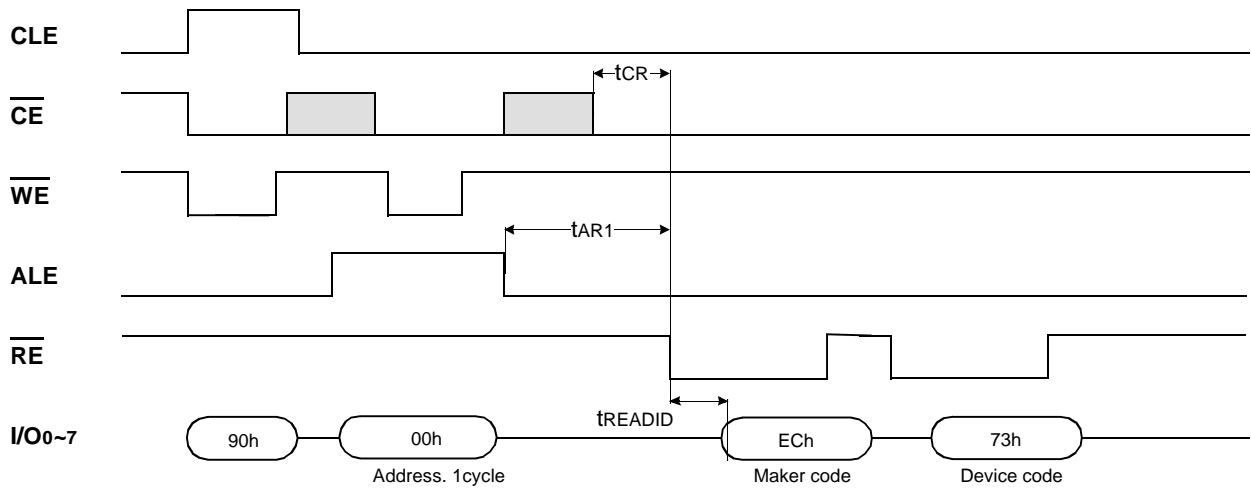 CLE
tCR
CE
WE
tAR1
ALE
RE
tREADID
I/O0~7
90h
00h
ECh
73h
Address. 1cycle
Maker code
Device code